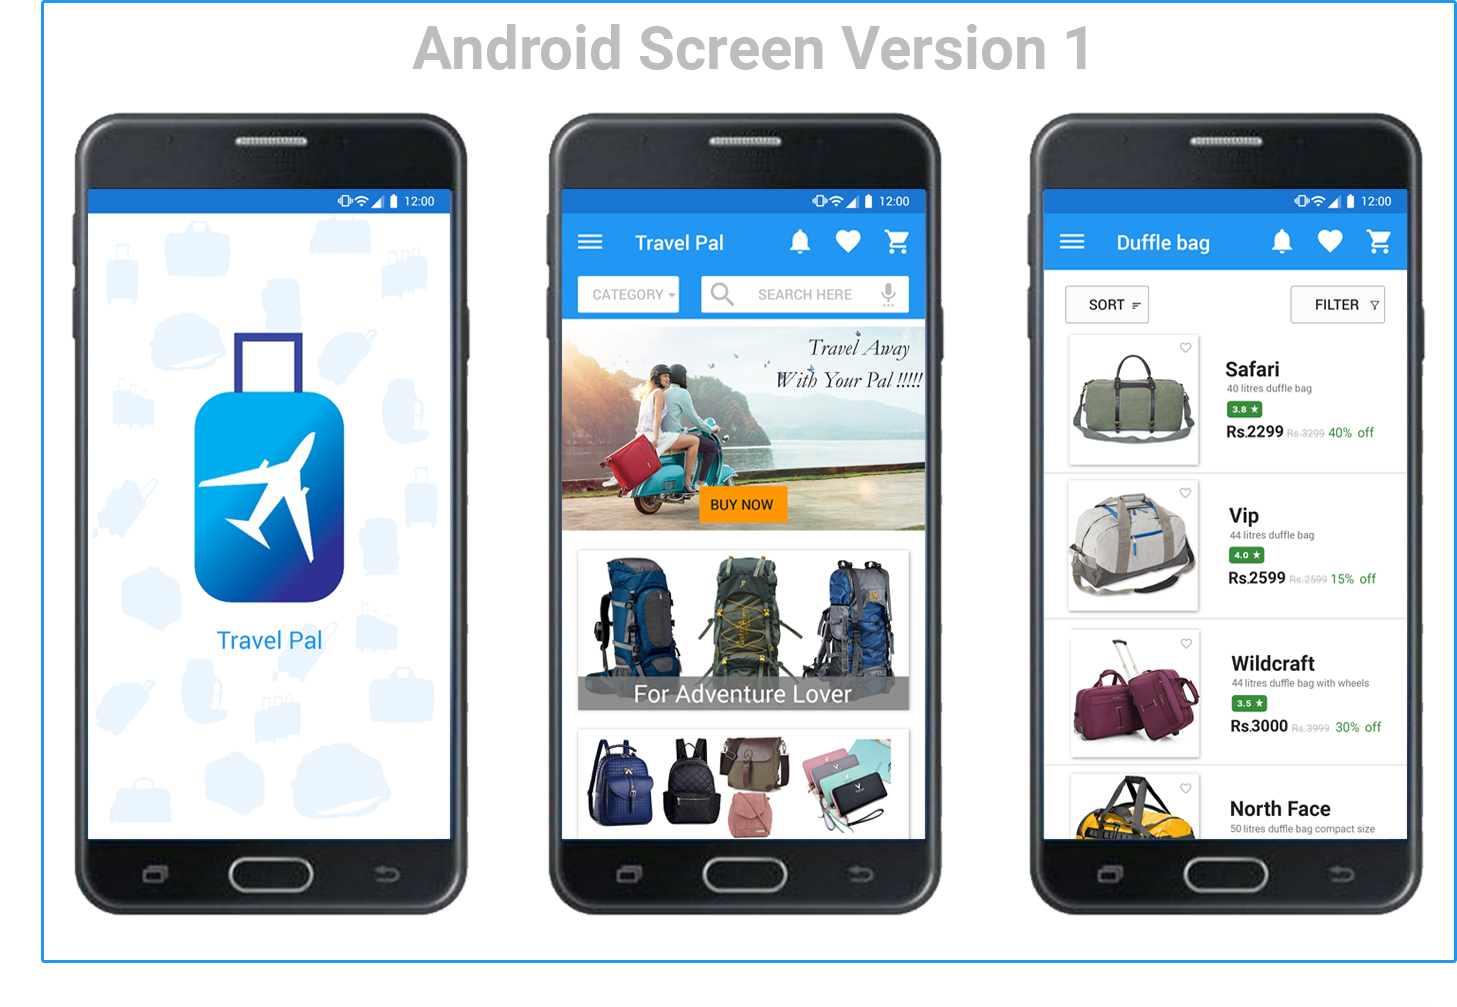 Android Screen Version 1
12:00
Travel Pal
12:00
Travel Pal
CATEGORY
SEARCH HERE
Travel Away
With Your Pal !!!!!
BUY NOW
For Adventure Lover
12:00
Duffle bag
SORT
FILTER
Safari
40 litres duffle bag
3.8 ★
Rs.2299 Rs.3299 40% off
Vip
44 litres duffle bag
4.0 ★
Rs.2599 Rs.2599 15% off
Wildcraft
44 litres duffle bag with wheels
3.5 ★
Rs.3000 Rs.3999 30% off
North Face
50 litres duffle bag compact size